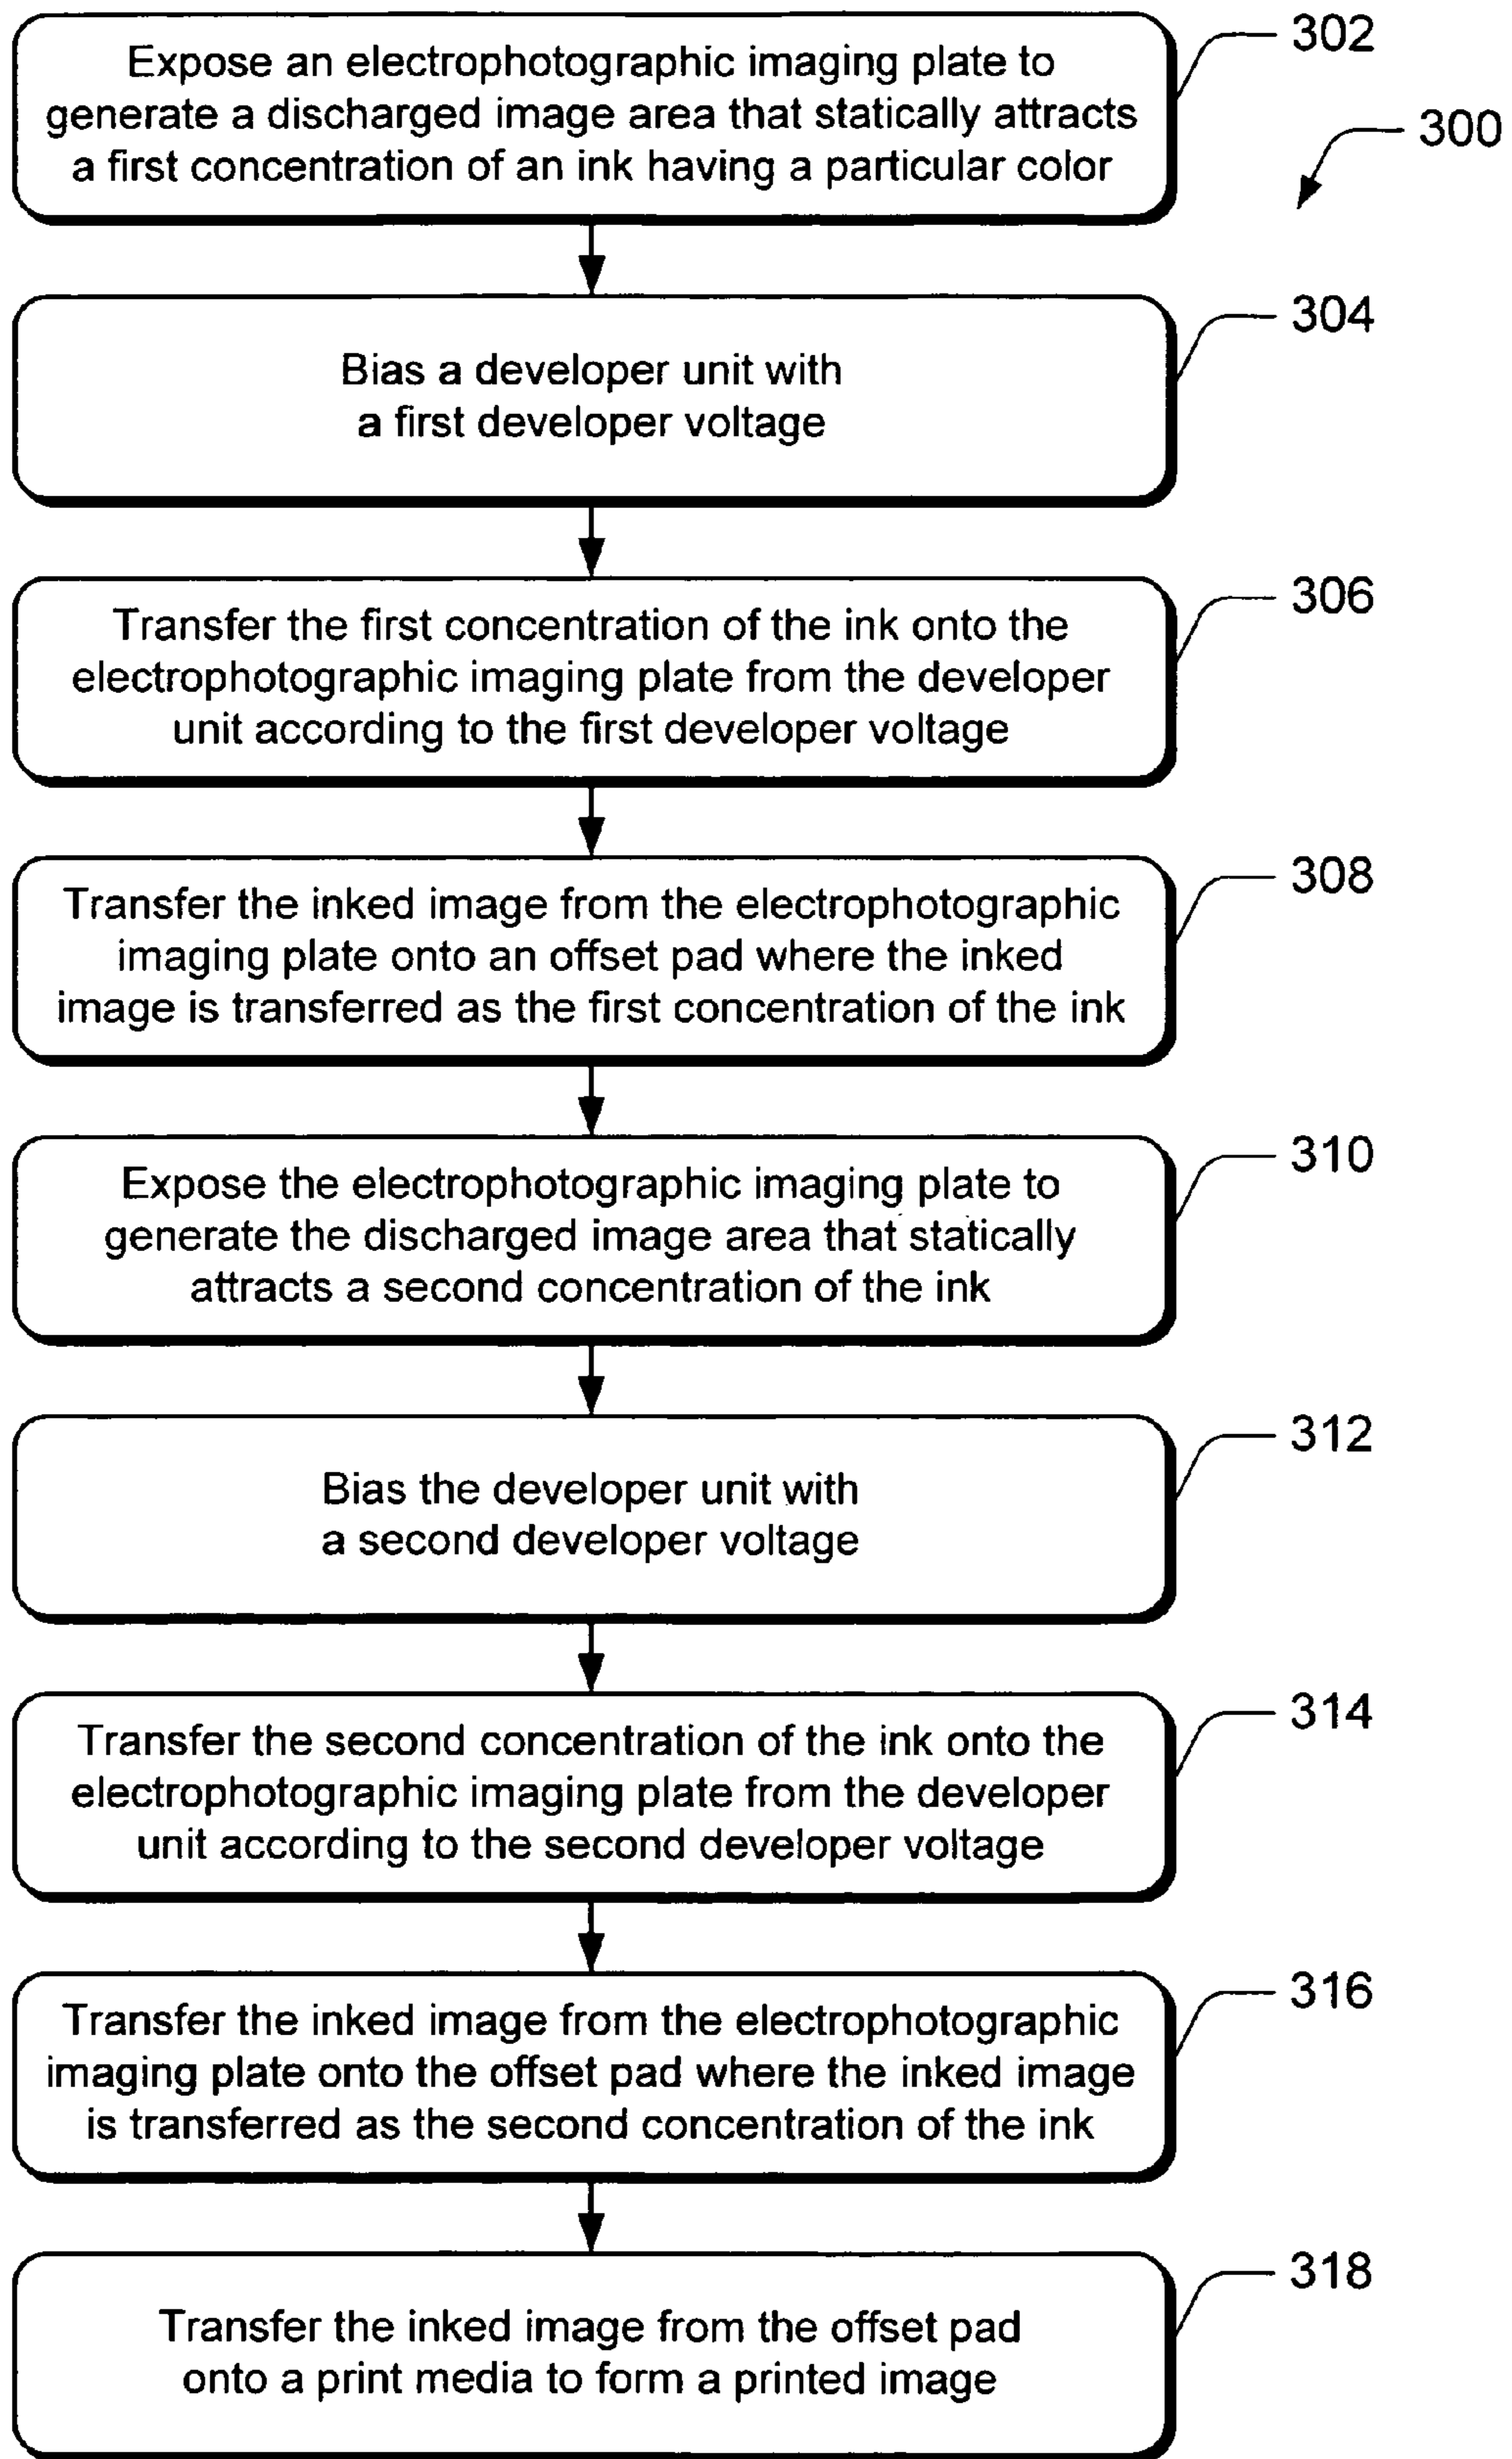 302
Expose an electrophotographic imaging plate to
generate a discharged image area that statically attracts
a first concentration of an ink having a particular color
300
304
Bias a developer unit with
a first developer voltage
306
Transfer the first concentration of the ink onto the
electrophotographic imaging plate from the developer
unit according to the first developer voltage
308
Transfer the inked image from the electrophotographic
imaging plate onto an offset pad where the inked
image is transferred as the first concentration of the ink
310
Expose the electrophotographic imaging plate to
generate the discharged image area that statically
attracts a second concentration of the ink
312
Bias the developer unit with
a second developer voltage
314
Transfer the second concentration of the ink onto the
electrophotographic imaging plate from the developer
unit according to the second developer voltage
316
Transfer the inked image from the electrophotographic
imaging plate onto the offset pad where the inked image
is transferred as the second concentration of the ink
318
Transfer the inked image from the offset pad
onto a print media to form a printed image